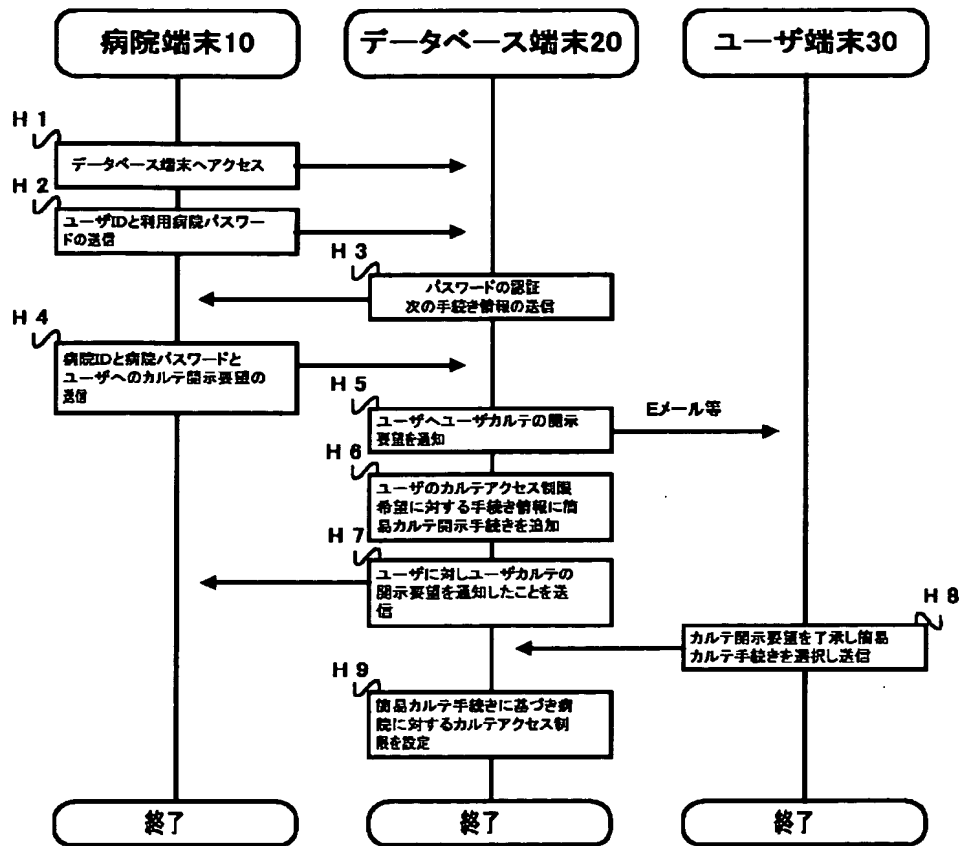 病院端末10
データベース端末20
ユーザ端末30
H 1
データベース端末へアクセス
H 2
ユーザIDと利用病院パスワー
ドの送信
H 3
パスワードの認証
次の手続き情報の送信
H 4
病院IDと病院パスワードと
ユーザへのカルテ開示要望の
送信
H 5
ユーザへユーザカルテの開示
要望を通知
Eメール等
H 6
ユーザのカルテアクセス制限
希望に対する手続き情報に簡
易カルテ開示手続きを追加
H 7
ユーザに対しユーザカルテの
開示要望を通知したことを送
信
H 8
カルテ開示要望を了承し簡易
カルテ手続きを選択し送信
H 9
簡易カルテ手続きに基づき病
院に対するカルテアクセス制
限を設定
終了
終了
終了